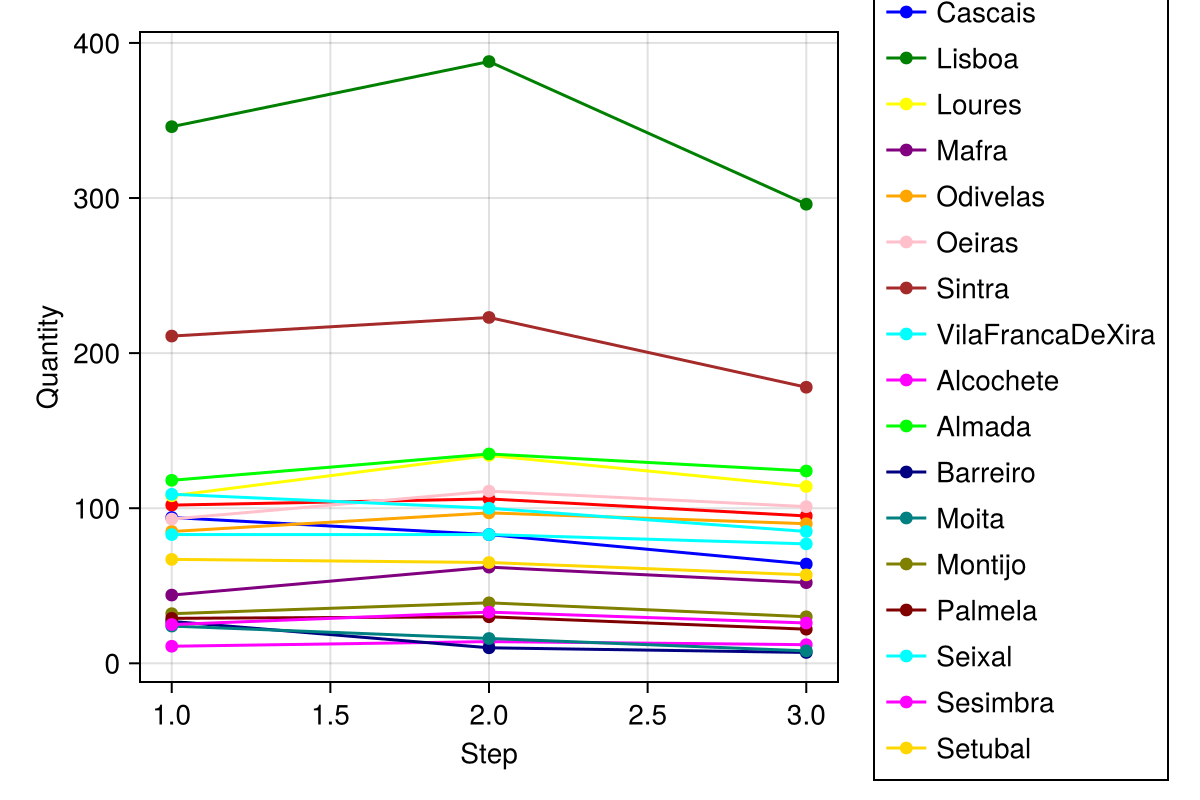 400
300
200
100
0
Quantity
1.0 1.5 2.0 2.5 3.0
Step
Cascais
Lisboa
Loures
Mafra
Odivelas
Oeiras
Sintra
VilaFrancaDeXira
Alcochete
Almada
Barreiro
Moita
Montijo
Palmela
Seixal
Sesimbra
Setubal